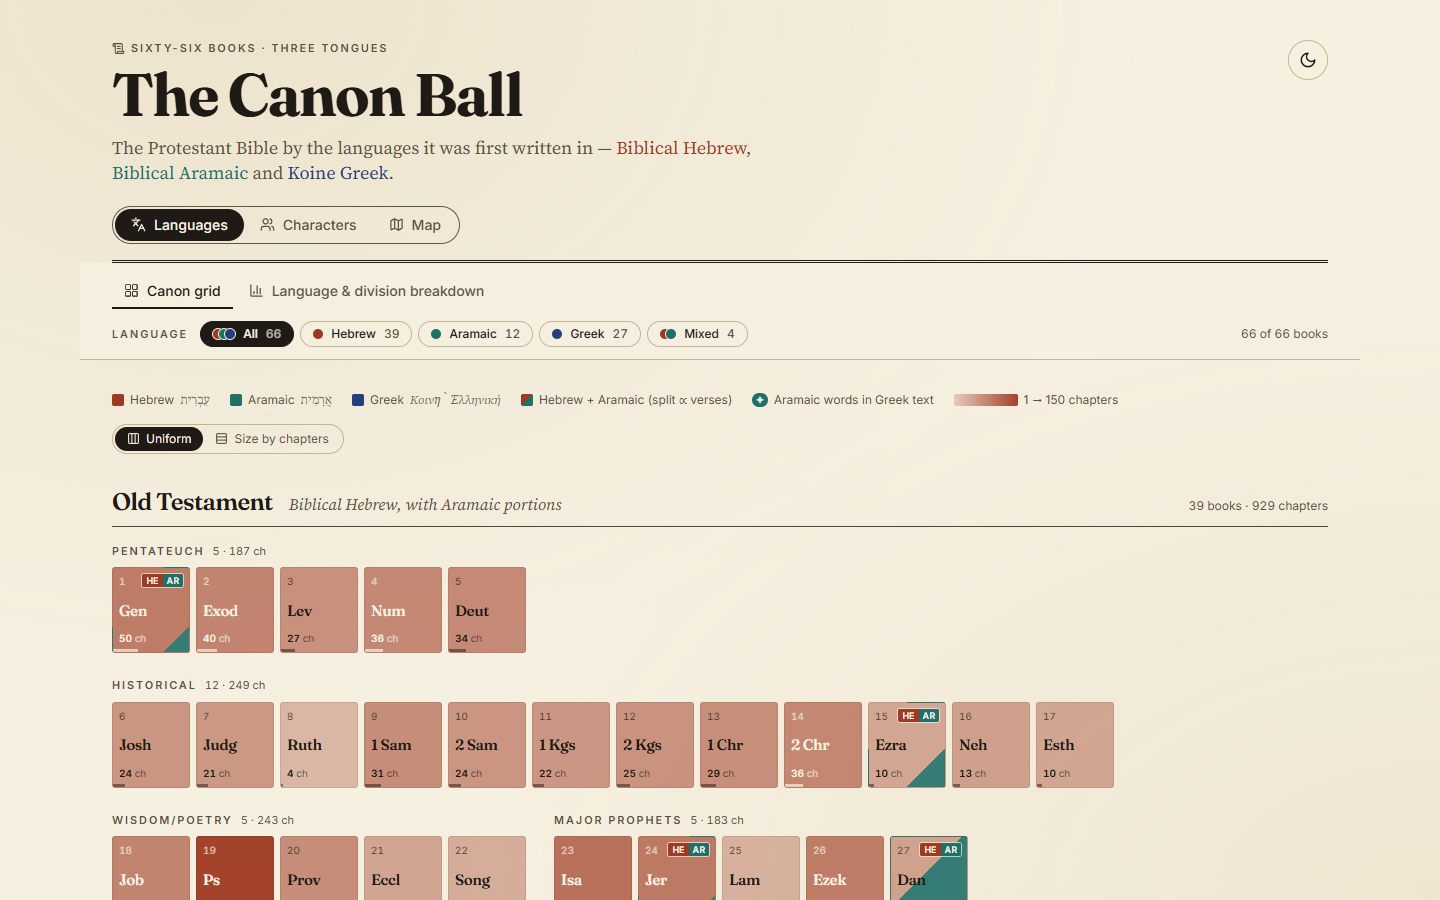 SIXTY-SIX BOOKS · THREE TONGUES
The Canon Ball
The Protestant Bible by the languages it was first written in — Biblical Hebrew,
Biblical Aramaic and Koine Greek.
Languages Characters Map
Canon grid Language & division breakdown
LANGUAGE All 66 Hebrew 39 Aramaic 12 Greek 27 Mixed 4 66 of 66 books
Hebrew עִבְרִית Aramaic אֲרָמִית Greek Κοινὴ Ἑλληνική Hebrew + Aramaic (split ∝ verses) Aramaic words in Greek text 1 → 150 chapters
Uniform Size by chapters
Old Testament Biblical Hebrew, with Aramaic portions 39 books · 929 chapters
PENTATEUCH 5 · 187 ch
1 HE AR 2 3 4 5
Gen Exod Lev Num Deut
50 ch 40 ch 27 ch 36 ch 34 ch
HISTORICAL 12 · 249 ch
6 7 8 9 10 11 12 13 14 15 HE AR 16 17
Josh Judg Ruth 1 Sam 2 Sam 1 Kgs 2 Kgs 1 Chr 2 Chr Ezra Neh Esth
24 ch 21 ch 4 ch 31 ch 24 ch 22 ch 25 ch 29 ch 36 ch 10 ch 13 ch 10 ch
WISDOM/POETRY 5 · 243 ch MAJOR PROPHETS 5 · 183 ch
18 19 20 21 22 23 24 HE AR 25 26 27 HE AR
Job Ps Prov Eccl Song Isa Jer Lam Ezek Dan